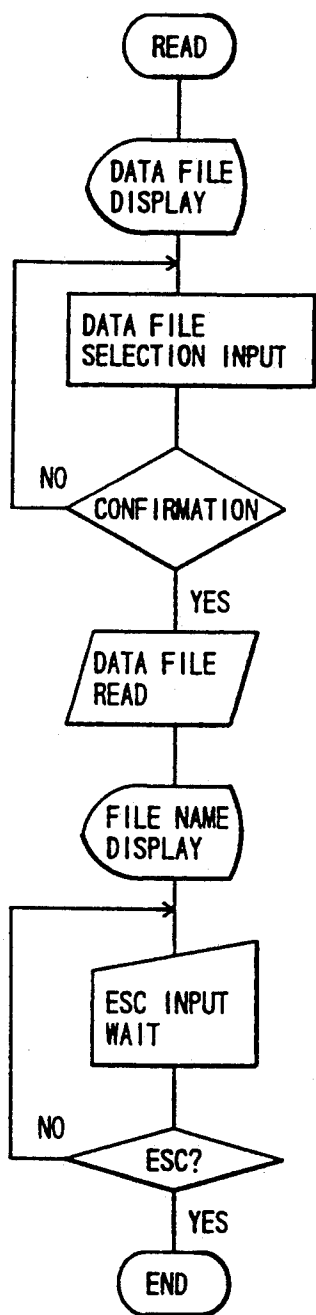 READ
DATA FILE
DISPLAY
DATA FILE
SELECTION INPUT
NO
CONFIRMATION
YES
DATA FILE
READ
FILE NAME
DISPLAY
ESC INPUT
WAIT
NO
ESC?
YES
END